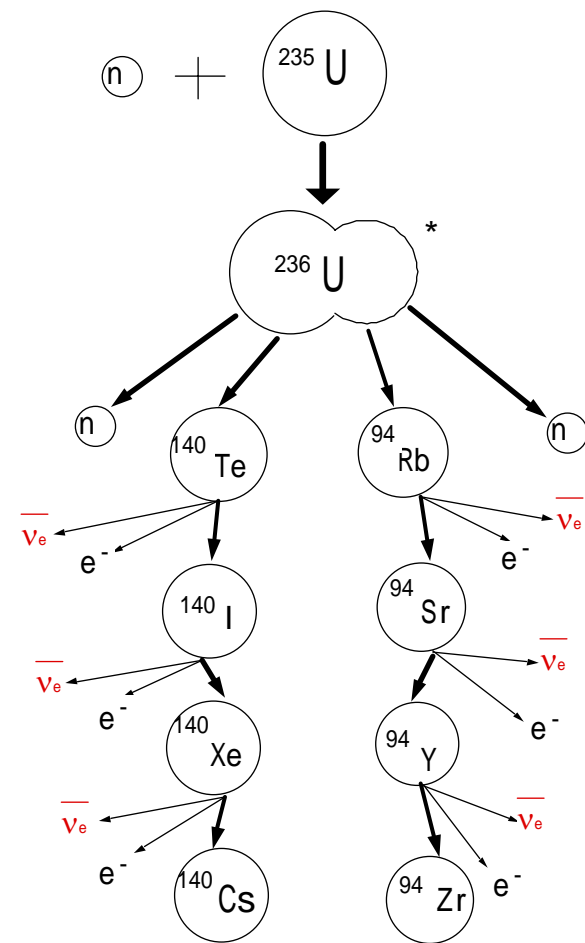 n + ²³⁵U
²³⁶U *
n ¹⁴⁰Te ⁹⁴Rb n
ν̅ₑ e⁻ e⁻ ν̅ₑ
¹⁴⁰I ⁹⁴Sr
ν̅ₑ e⁻ e⁻ ν̅ₑ
¹⁴⁰Xe ⁹⁴Y
ν̅ₑ e⁻ e⁻ ν̅ₑ
¹⁴⁰Cs ⁹⁴Zr